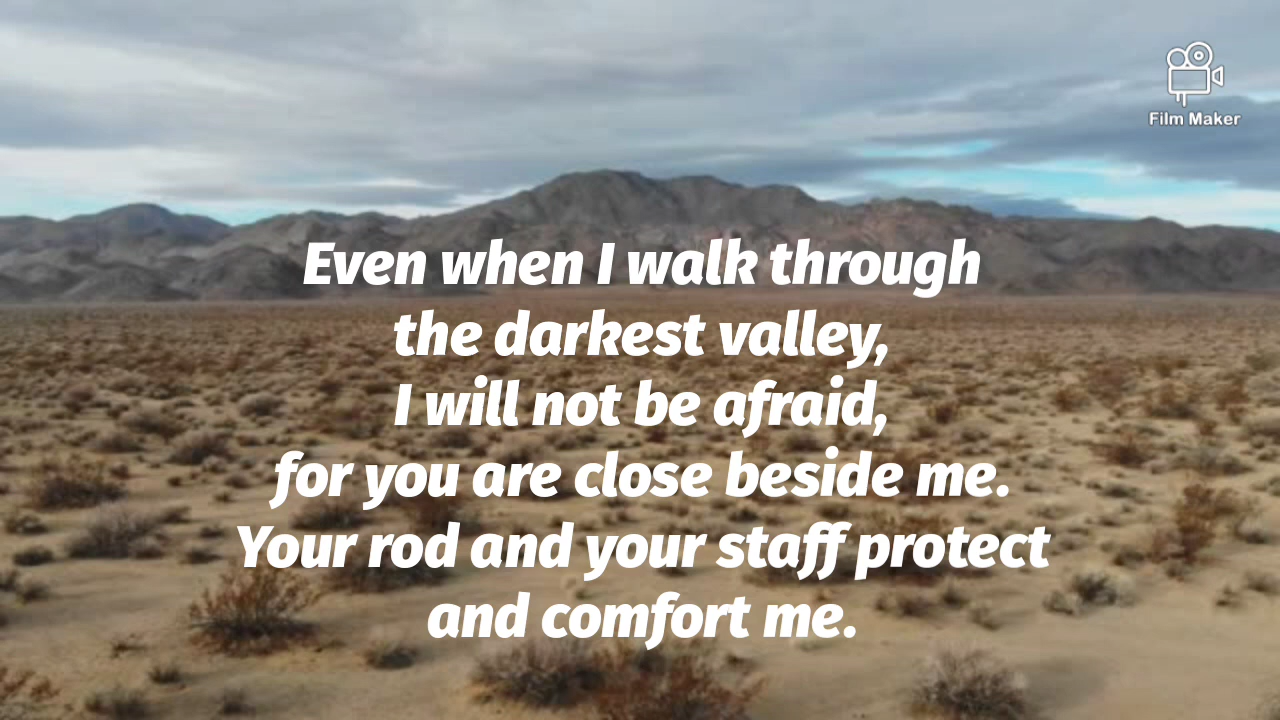 Film Maker
Even when I walk through
the darkest valley,
I will not be afraid,
for you are close beside me.
Your rod and your staff protect
and comfort me.